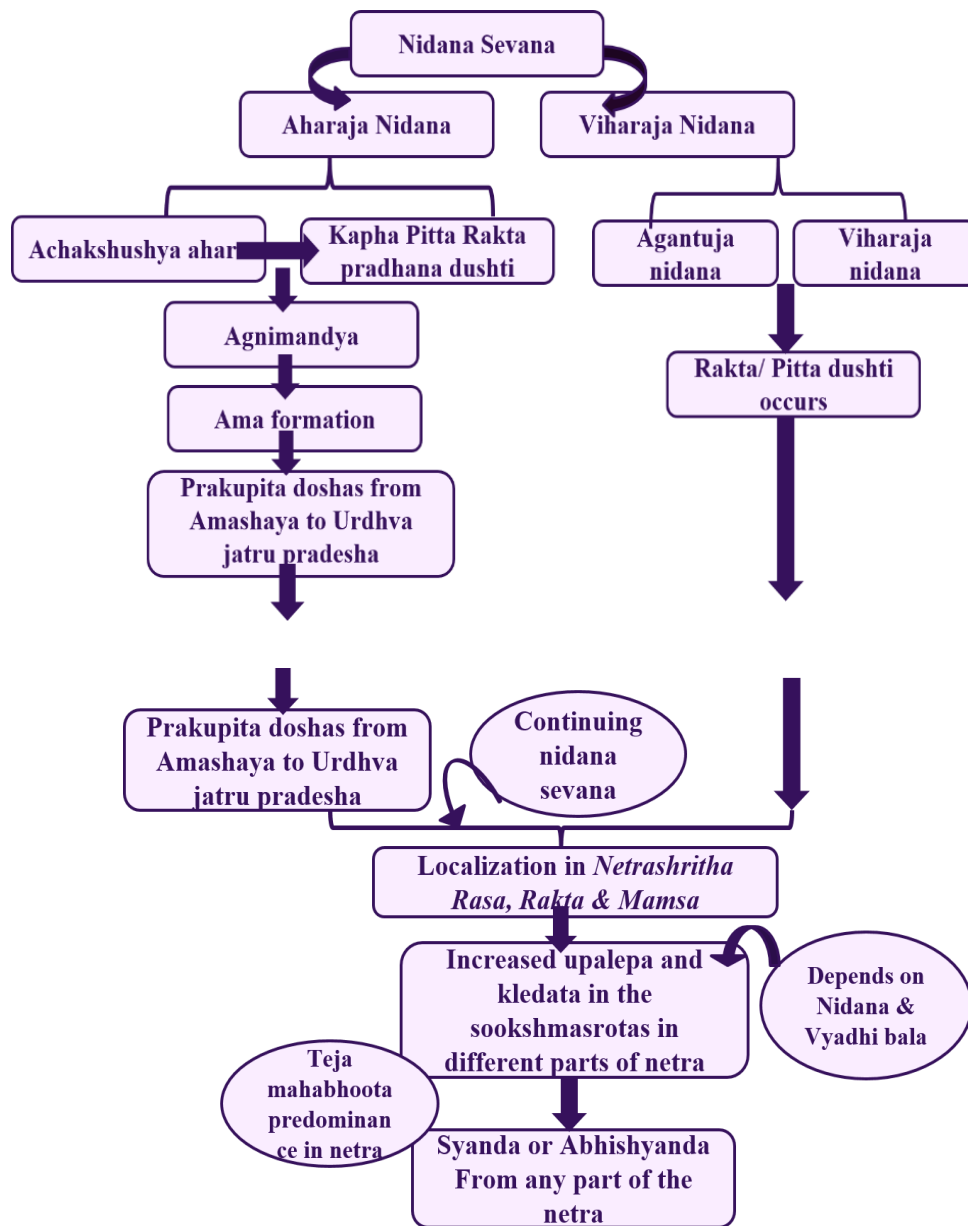 Nidana Sevana
Aharaja Nidana
Viharaja Nidana
Achakshushya ahar
Kapha Pitta Rakta
pradhana dushti
Agantuja
nidana
Viharaja
nidana
Agnimandya
Rakta/ Pitta dushti
occurs
Ama formation
Prakupita doshas from
Amashaya to Urdhva
jatru pradesha
Prakupita doshas from
Amashaya to Urdhva
jatru pradesha
Continuing
nidana
sevana
Localization in Netrashritha
Rasa, Rakta & Mamsa
Increased upalepa and
kledata in the
sookshmasrotas in
different parts of netra
Depends on
Nidana &
Vyadhi bala
Teja
mahabhoota
predominan
ce in netra
Syanda or Abhishyanda
From any part of the
netra